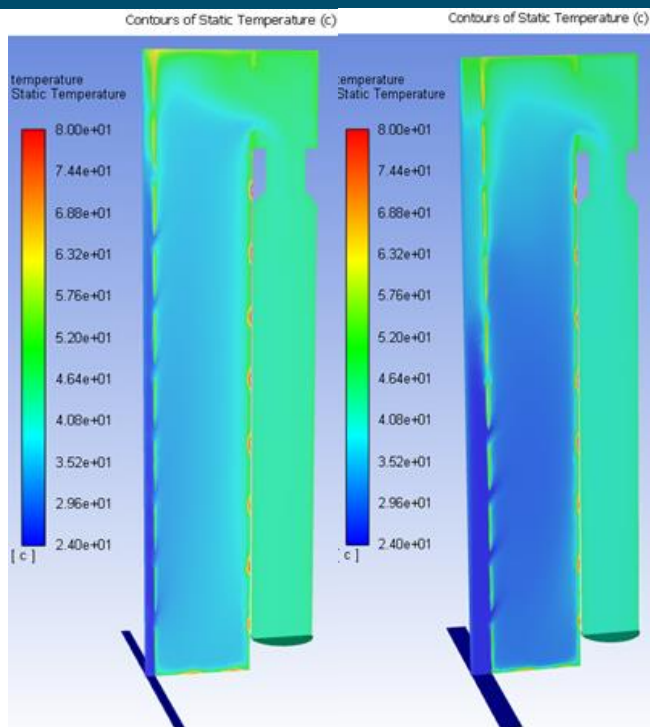 Contours of Static Temperature (c)
temperature
Static Temperature
8.00e+01
7.44e+01
6.88e+01
6.32e+01
5.76e+01
5.20e+01
4.64e+01
4.08e+01
3.52e+01
2.96e+01
2.40e+01
[ c ]
Contours of Static Temperature (c)
temperature
Static Temperature
8.00e+01
7.44e+01
6.88e+01
6.32e+01
5.76e+01
5.20e+01
4.64e+01
4.08e+01
3.52e+01
2.96e+01
2.40e+01
[ c ]